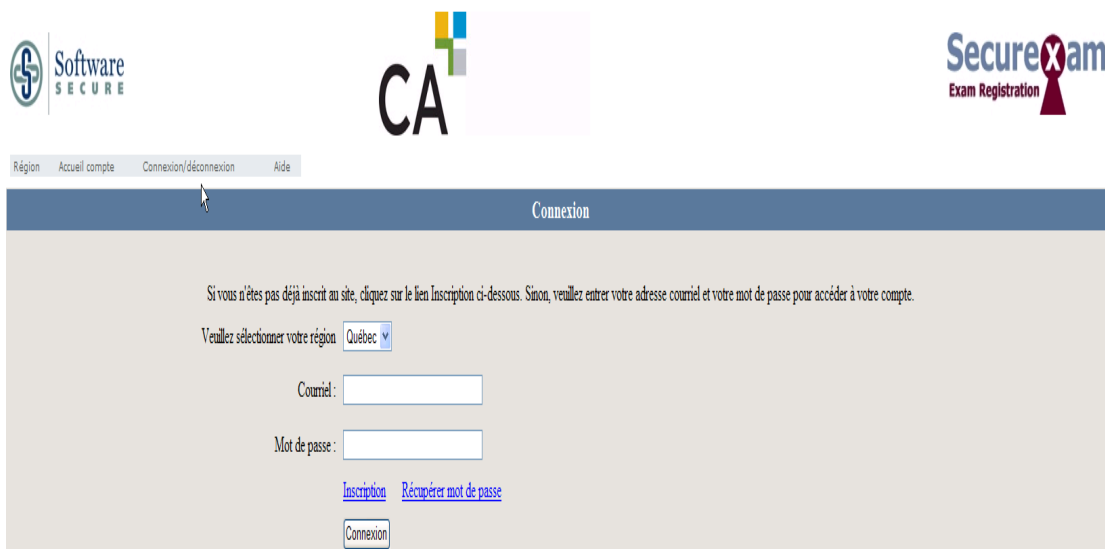 Software
SECURE
CA
Securexam
Exam Registration
Région Accueil compte Connexion/déconnexion Aide
Connexion
Si vous n'êtes pas déjà inscrit au site, cliquez sur le lien Inscription ci-dessous. Sinon, veuillez entrer votre adresse courriel et votre mot de passe pour accéder à votre compte.
Veuillez sélectionner votre région Québec
Courriel :
Mot de passe :
Inscription Récupérer mot de passe
Connexion